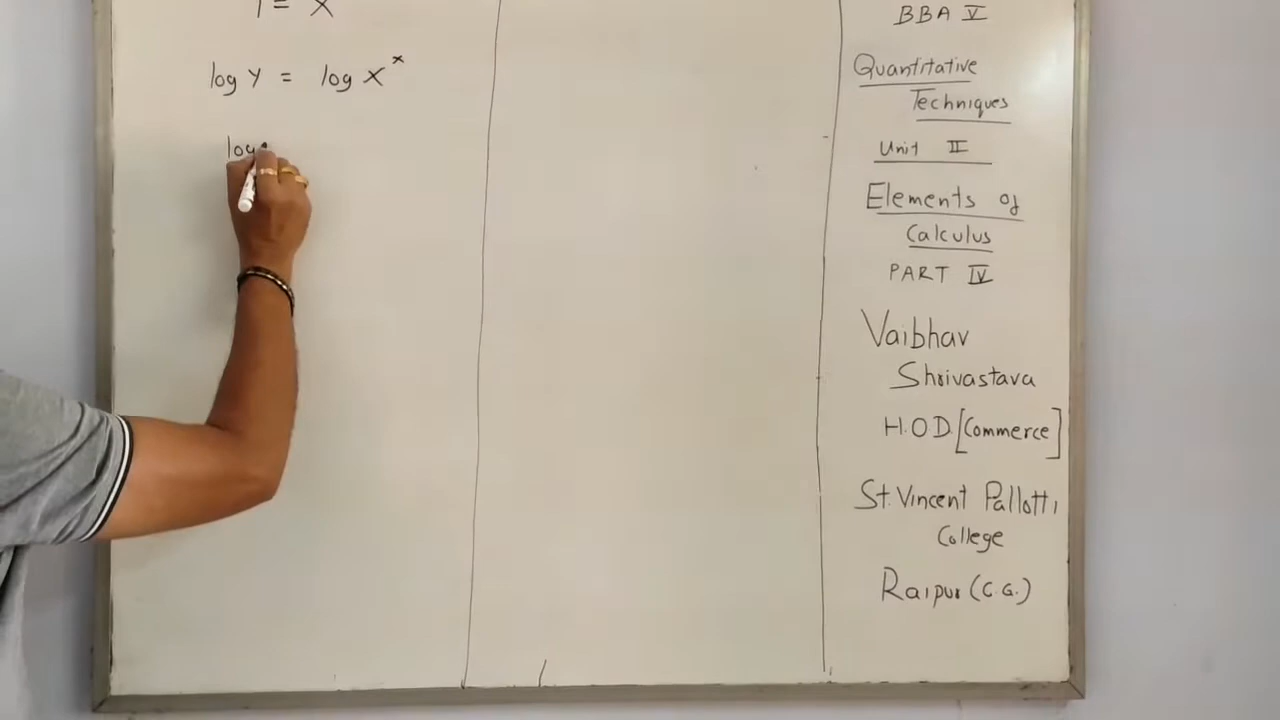 Y = X
log Y = log X^x
log
BBA V
Quantitative
Techniques
Unit II
Elements of
Calculus
PART IV
Vaibhav
Shrivastava
H.O.D. [Commerce]
St. Vincent Pallotti
College
Raipur (C.G.)